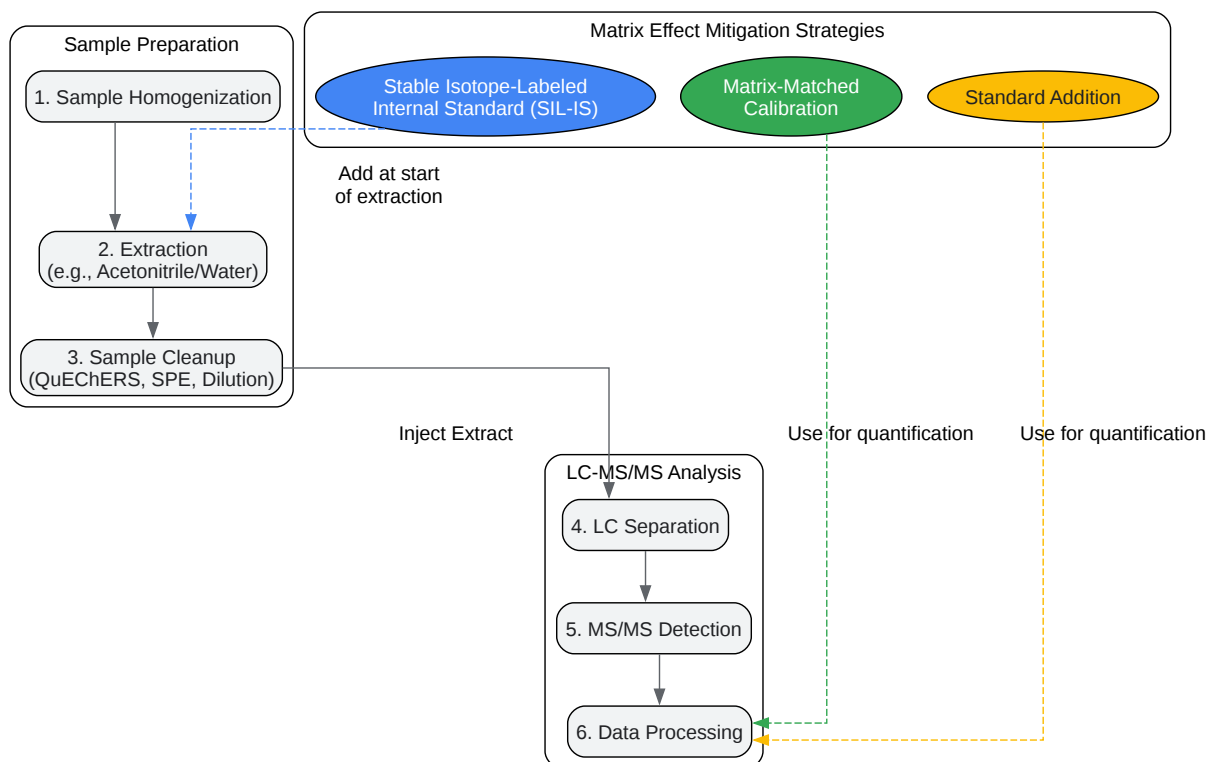 Sample Preparation
1. Sample Homogenization
2. Extraction
(e.g., Acetonitrile/Water)
3. Sample Cleanup
(QuEChERS, SPE, Dilution)
Matrix Effect Mitigation Strategies
Stable Isotope-Labeled
Internal Standard (SIL-IS)
Matrix-Matched
Calibration
Standard Addition
Add at start
of extraction
Inject Extract
Use for quantification
Use for quantification
LC-MS/MS Analysis
4. LC Separation
5. MS/MS Detection
6. Data Processing